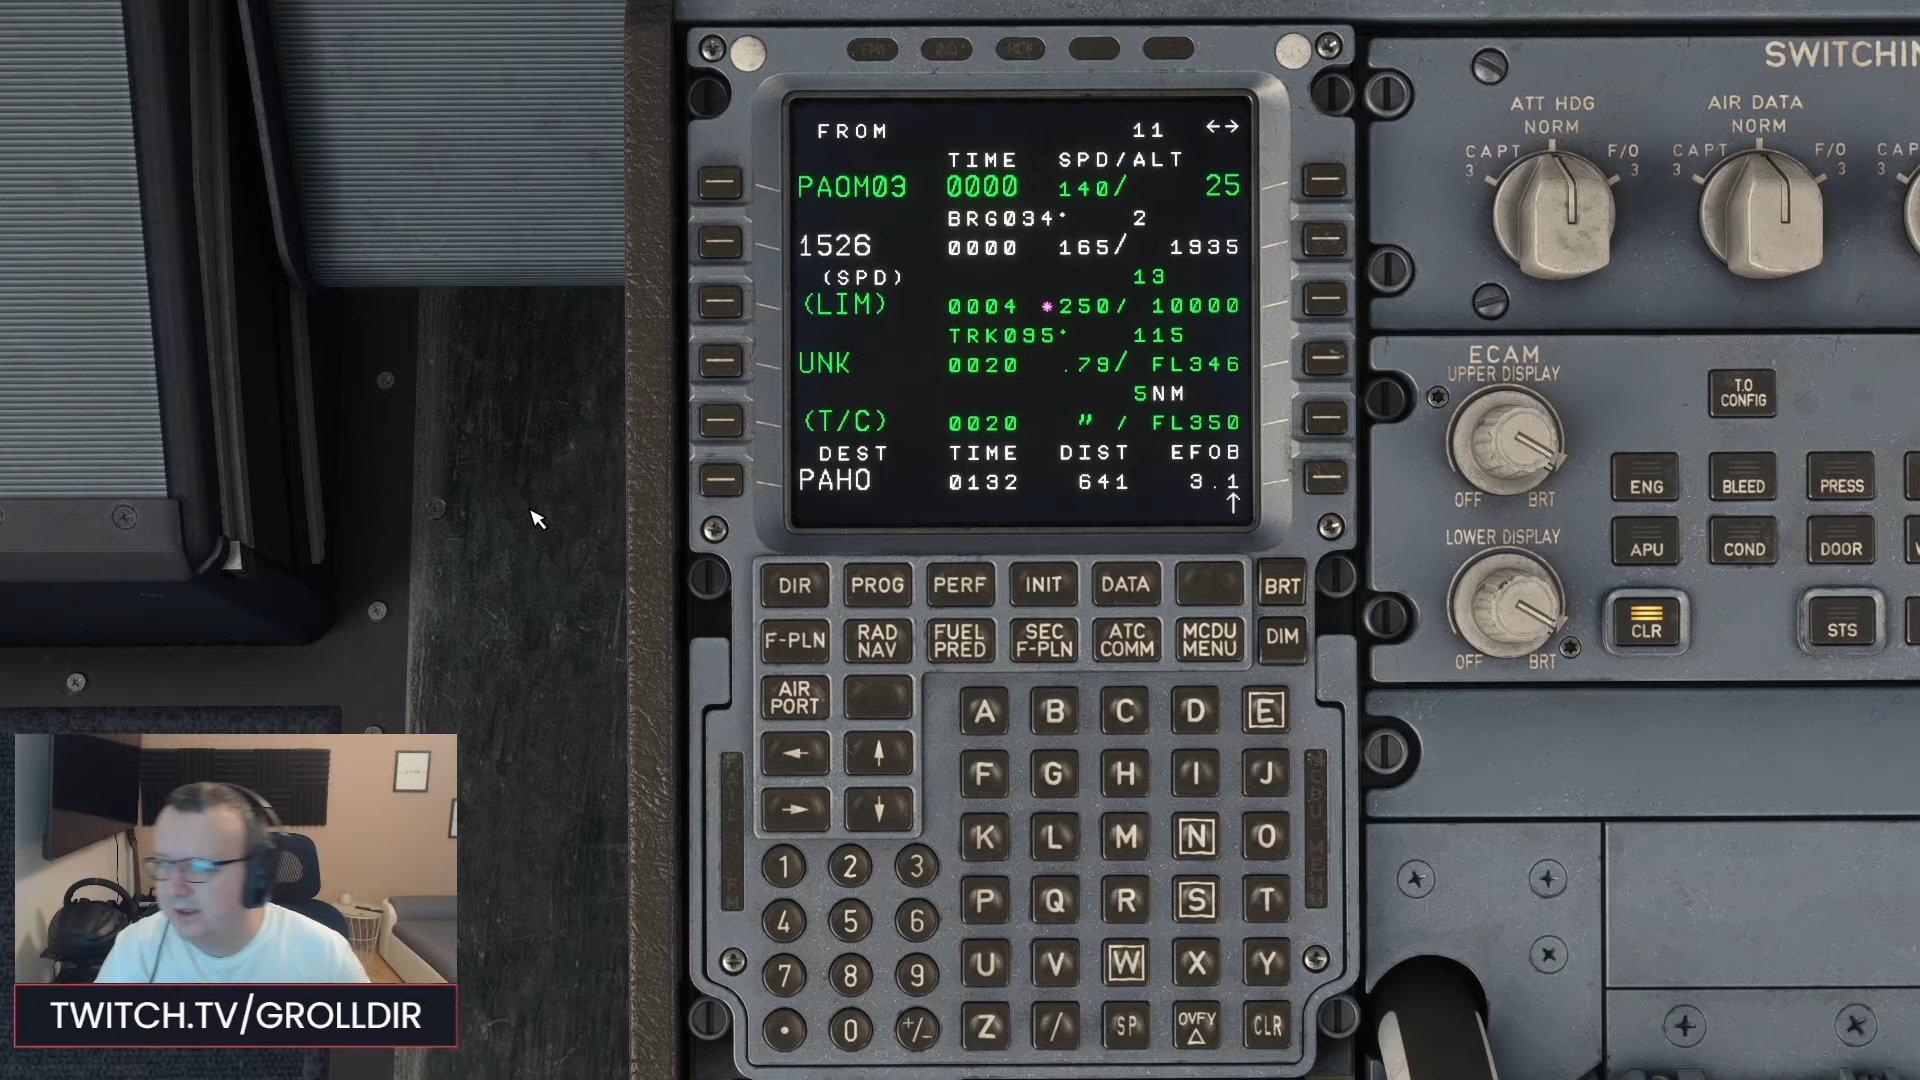 FROM 11 ←→
TIME SPD/ALT
PAOM03 0000 140/ 25
BRG034° 2
1526 0000 165/ 1935
(SPD) 13
(LIM) 0004 *250/ 10000
TRK095° 115
UNK 0020 .79/ FL346
5NM
(T/C) 0020 " / FL350
DEST TIME DIST EFOB
PAHO 0132 641 3.1
↑
DIR PROG PERF INIT DATA BRT
F-PLN RAD NAV FUEL PRED SEC F-PLN ATC COMM MCDU MENU DIM
AIR PORT
← ↑
→ ↓
A B C D E
F G H I J
K L M N O
1 2 3
P Q R S T
4 5 6
U V W X Y
7 8 9
Z / SP OVFY △ CLR
• 0 +/-
SWITCHIN
ATT HDG AIR DATA
NORM NORM
CAPT 3 F/O 3 CAPT 3 F/O 3 CAP
ECAM
UPPER DISPLAY
OFF BRT
T.O CONFIG
ENG BLEED PRESS
LOWER DISPLAY
OFF BRT
APU COND DOOR
CLR STS
TWITCH.TV/GROLLDIR